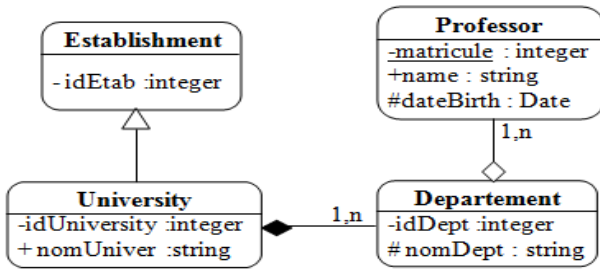 Establishment
- idEtab :integer
Professor
-matricule : integer
+name : string
#dateBirth : Date
1,n
University
-idUniversity :integer
+ nomUniver :string
1,n
Departement
-idDept :integer
# nomDept : string